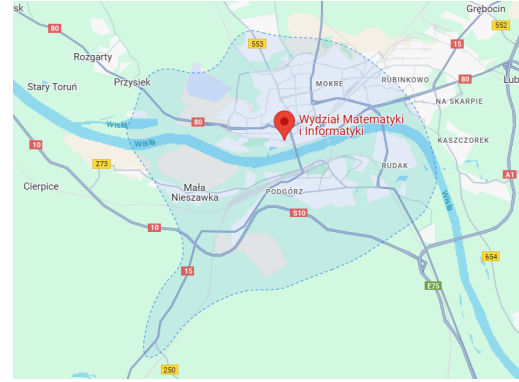 sk
80
Grębocin
552
553
15
Rozgarty
80
MOKRE
RUBINKOWO
Lub
Przysiek
Stary Toruń
NA SKARPIE
Wisła
80
Wydział Matematyki
i Informatyki
Wisła
10
KASZCZOREK
273
RUDAK
A1
Cierpice
Mała
Nieszawka
PODGÓRZ
Wisła
S10
10
654
15
E75
250